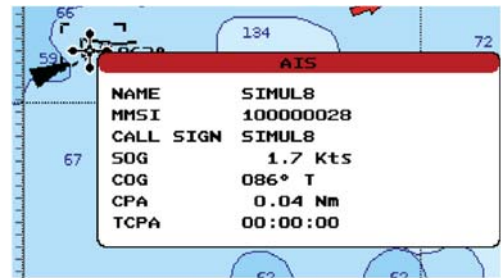 66
134
72
59
AIS
NAME SIMUL8
MMSI 100000028
CALL SIGN SIMUL8
SOG 1.7 Kts
COG 086° T
CPA 0.04 Nm
TCPA 00:00:00
67
62